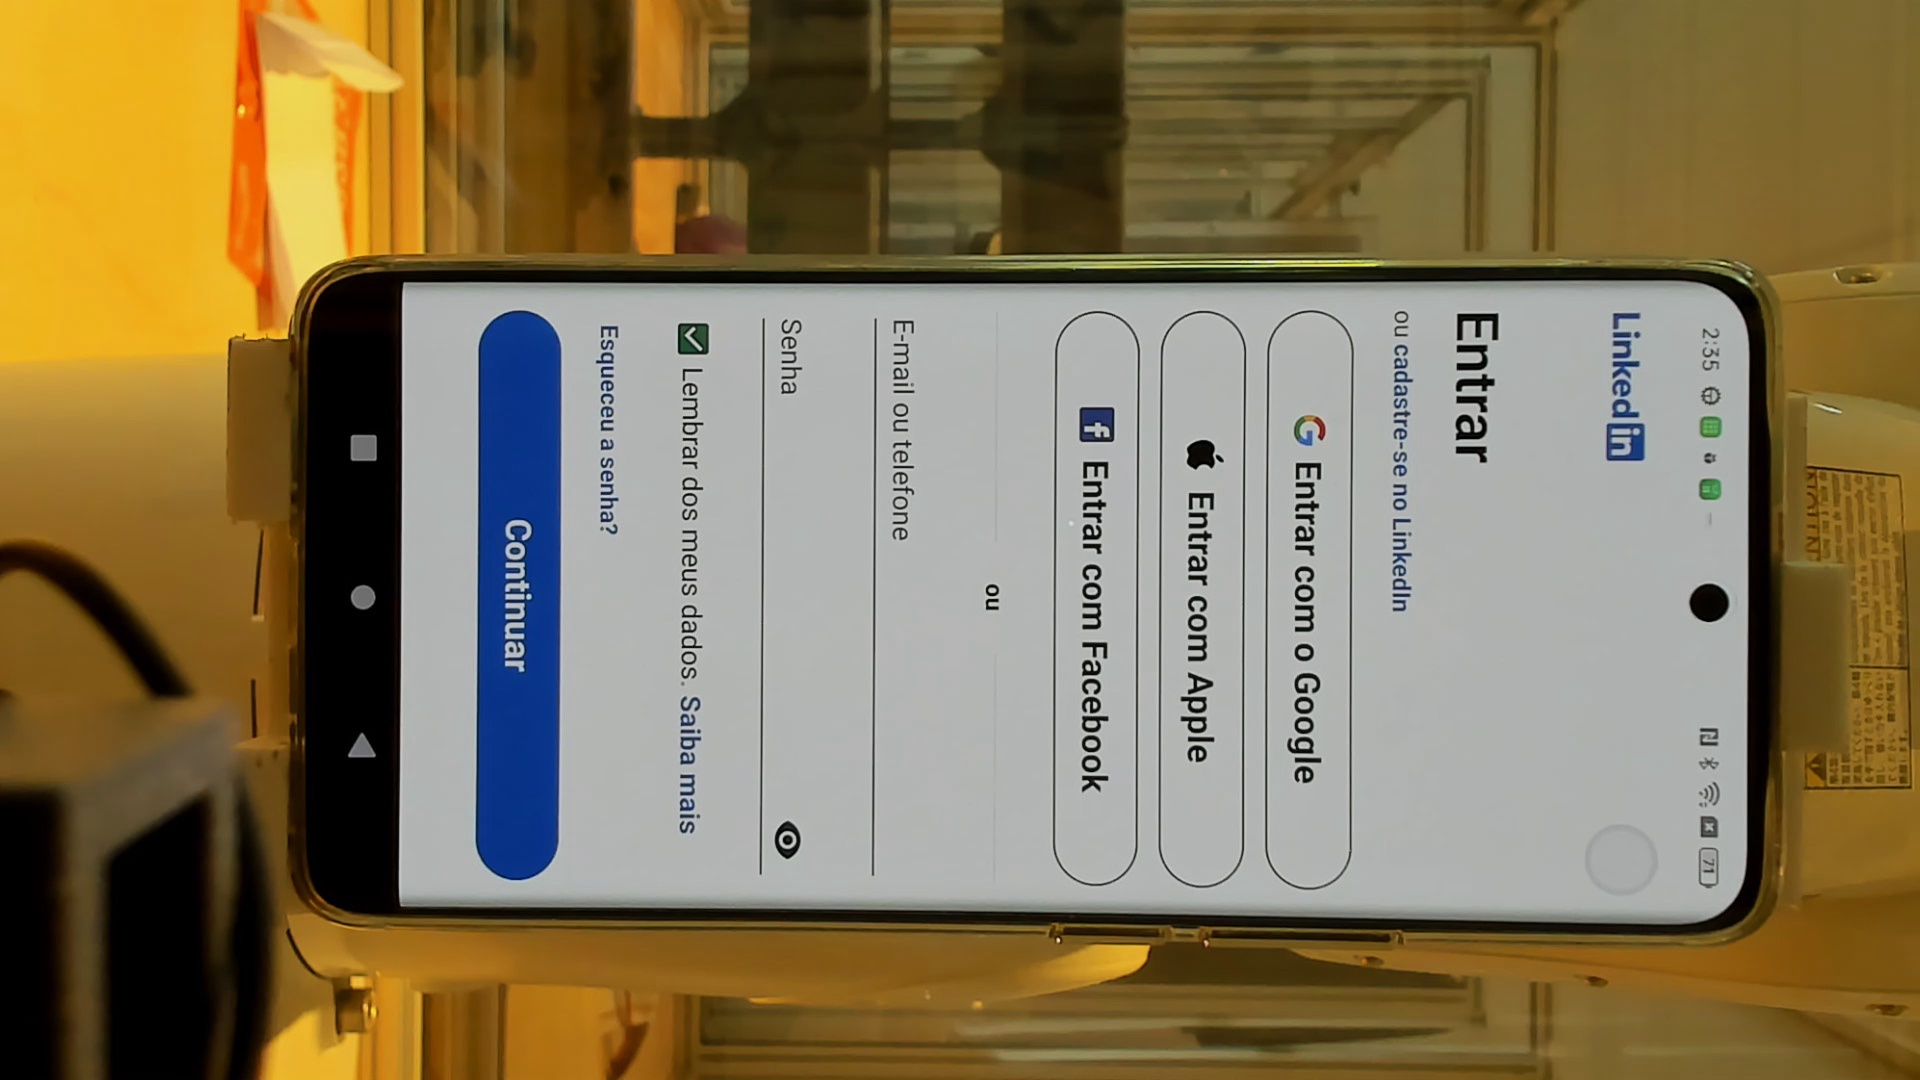 2:35
71
Linkedin
Entrar
ou cadastre-se no LinkedIn
Entrar com o Google
Entrar com Apple
Entrar com Facebook
ou
E-mail ou telefone
Senha
Lembrar dos meus dados. Saiba mais
Esqueceu a senha?
Continuar